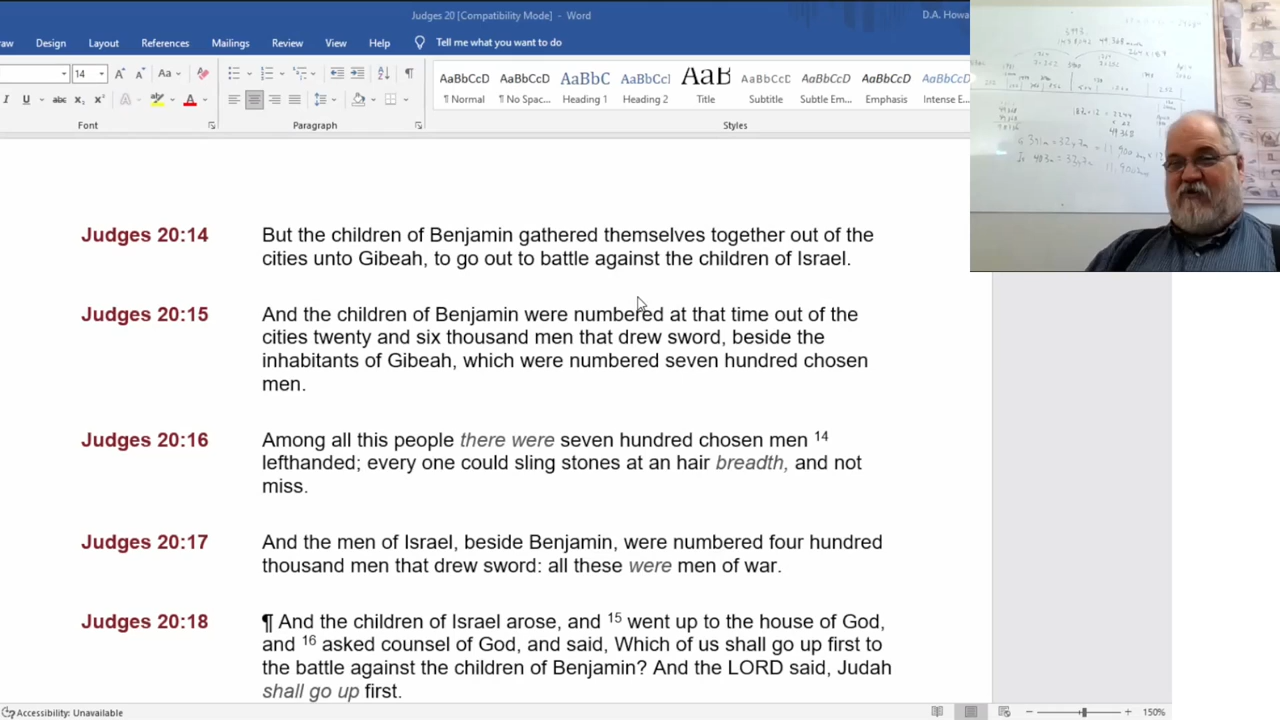 Judges 20 [Compatibility Mode] - Word
D.A. Howa
aw Design Layout References Mailings Review View Help Tell me what you want to do
14 Aa
AaBbCcD AaBbCcD AaBbC AaBbCcl AaB AaBbCcD AaBbCcD AaBbCcD AaBbCcD
¶ Normal ¶ No Spac... Heading 1 Heading 2 Title Subtitle Subtle Em... Emphasis Intense E...
Font Paragraph Styles
Judges 20:14 But the children of Benjamin gathered themselves together out of the
cities unto Gibeah, to go out to battle against the children of Israel.
Judges 20:15 And the children of Benjamin were numbered at that time out of the
cities twenty and six thousand men that drew sword, beside the
inhabitants of Gibeah, which were numbered seven hundred chosen
men.
Judges 20:16 Among all this people there were seven hundred chosen men 14
lefthanded; every one could sling stones at an hair breadth, and not
miss.
Judges 20:17 And the men of Israel, beside Benjamin, were numbered four hundred
thousand men that drew sword: all these were men of war.
Judges 20:18 ¶ And the children of Israel arose, and 15 went up to the house of God,
and 16 asked counsel of God, and said, Which of us shall go up first to
the battle against the children of Benjamin? And the LORD said, Judah
shall go up first.
Accessibility: Unavailable
150%